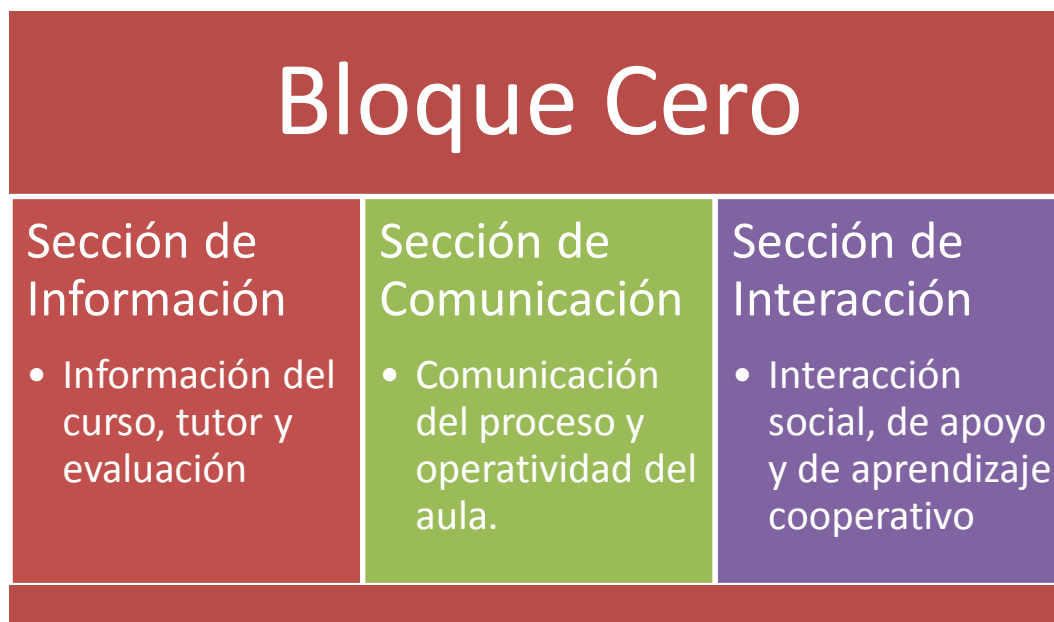 Bloque Cero
Sección de
Información
• Información del
curso, tutor y
evaluación
Sección de
Comunicación
• Comunicación
del proceso y
operatividad del
aula.
Sección de
Interacción
• Interacción
social, de apoyo
y de aprendizaje
cooperativo